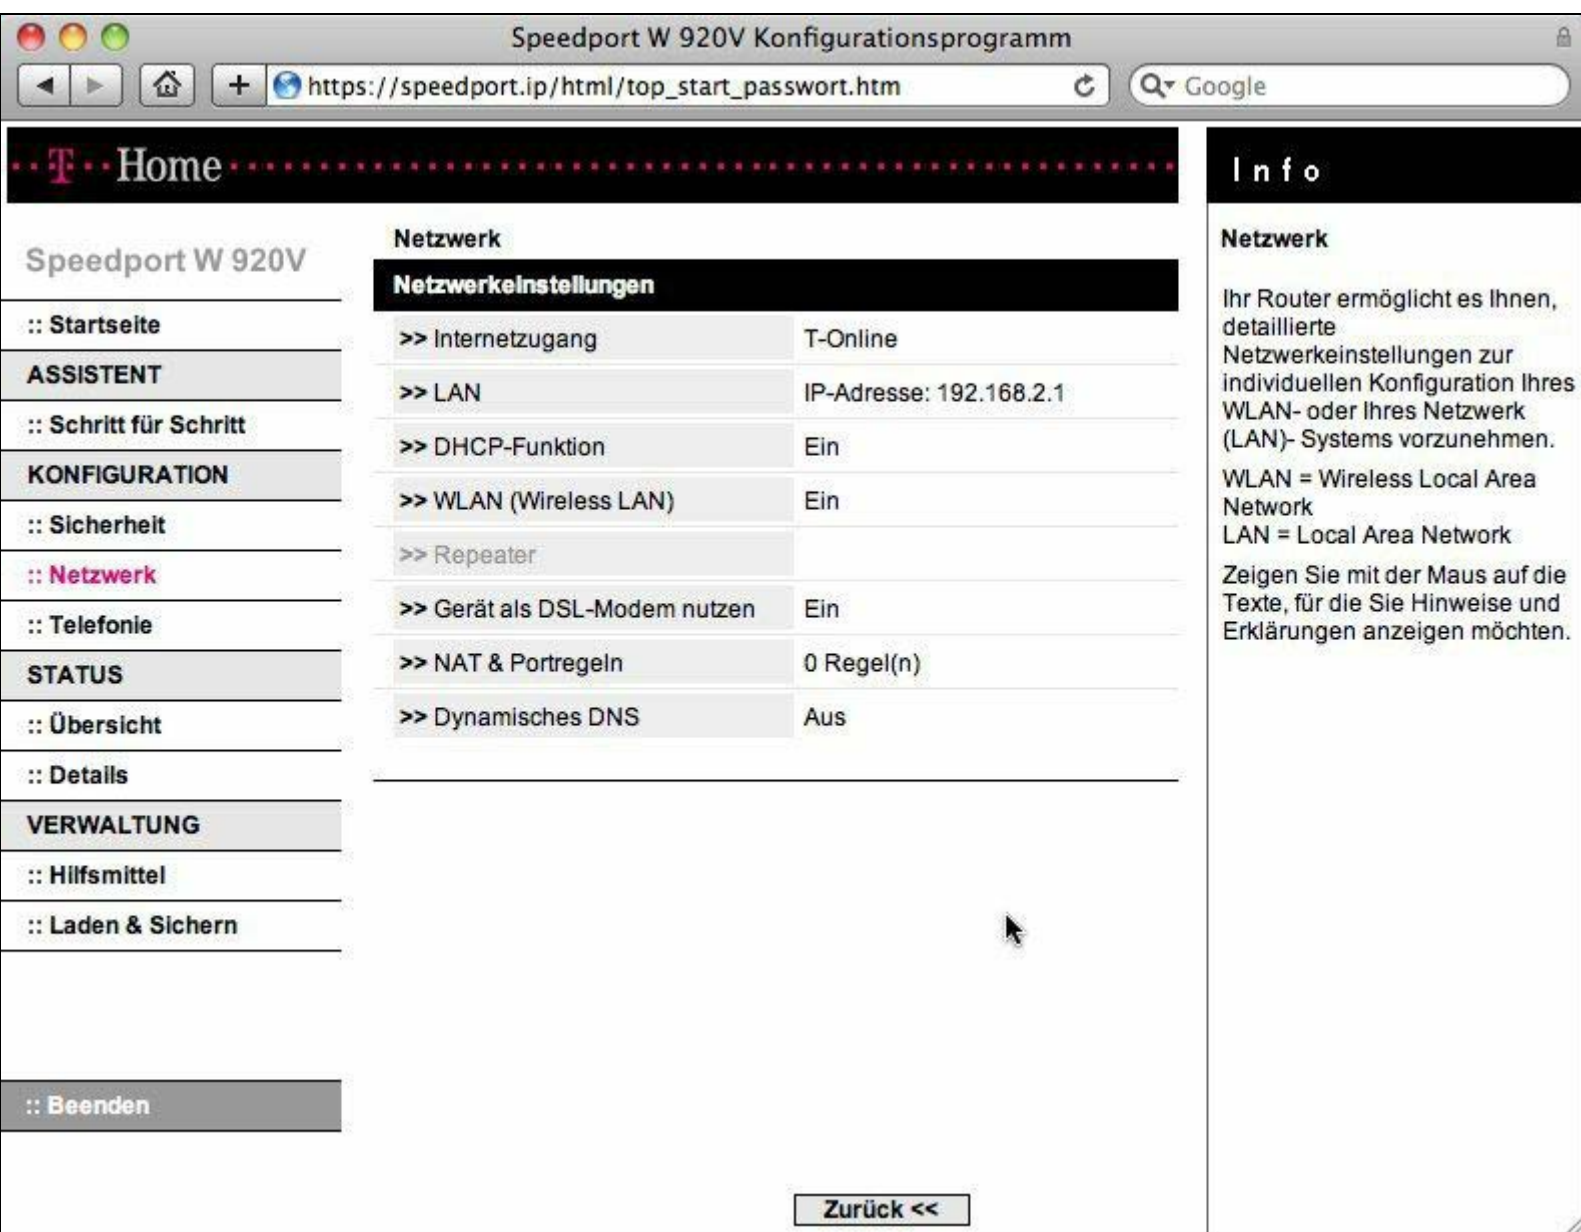 Speedport W 920V Konfigurationsprogramm
https://speedport.ip/html/top_start_passwort.htm
Google
T Home
Info
Speedport W 920V
:: Startseite
ASSISTENT
:: Schritt für Schritt
KONFIGURATION
:: Sicherheit
:: Netzwerk
:: Telefonie
STATUS
:: Übersicht
:: Details
VERWALTUNG
:: Hilfsmittel
:: Laden & Sichern
:: Beenden
Netzwerk
Netzwerkeinstellungen
>> Internetzugang T-Online
>> LAN IP-Adresse: 192.168.2.1
>> DHCP-Funktion Ein
>> WLAN (Wireless LAN) Ein
>> Repeater
>> Gerät als DSL-Modem nutzen Ein
>> NAT & Portregeln 0 Regel(n)
>> Dynamisches DNS Aus
Zurück <<
Netzwerk
Ihr Router ermöglicht es Ihnen,
detaillierte
Netzwerkeinstellungen zur
individuellen Konfiguration Ihres
WLAN- oder Ihres Netzwerk
(LAN)- Systems vorzunehmen.
WLAN = Wireless Local Area
Network
LAN = Local Area Network
Zeigen Sie mit der Maus auf die
Texte, für die Sie Hinweise und
Erklärungen anzeigen möchten.